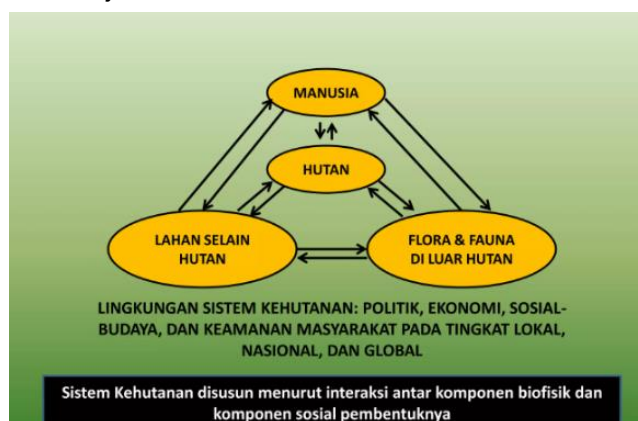 MANUSIA
HUTAN
LAHAN SELAIN
HUTAN
FLORA & FAUNA
DI LUAR HUTAN
LINGKUNGAN SISTEM KEHUTANAN: POLITIK, EKONOMI, SOSIAL-
BUDAYA, DAN KEAMANAN MASYARAKAT PADA TINGKAT LOKAL,
NASIONAL, DAN GLOBAL
Sistem Kehutanan disusun menurut interaksi antar komponen biofisik dan
komponen sosial pembentuknya